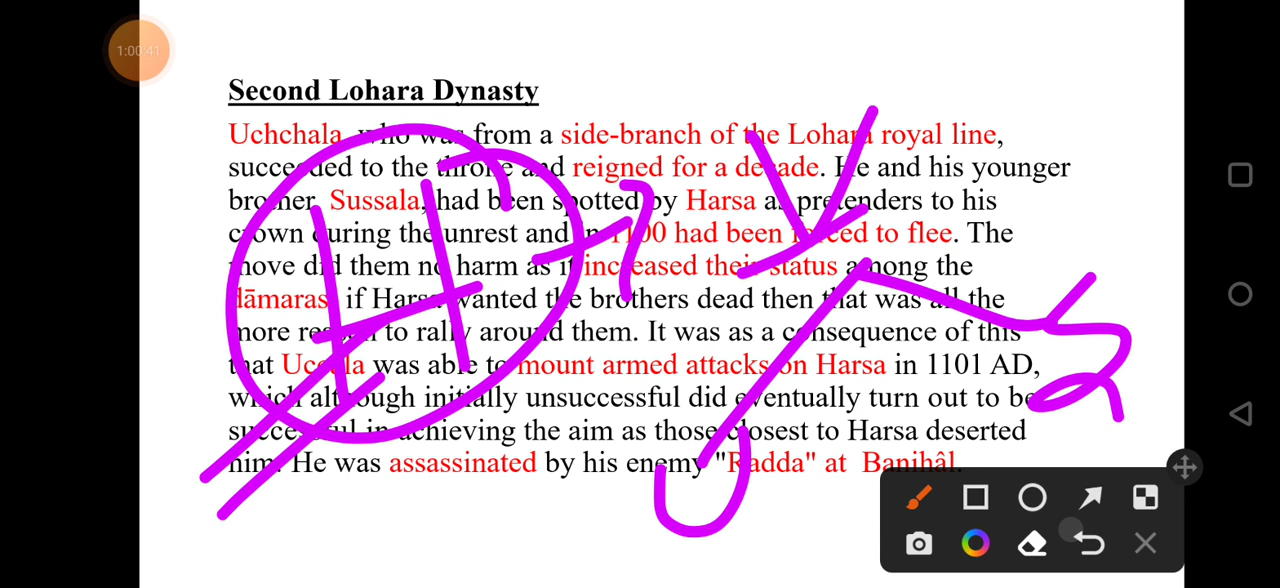 1:00:41
Second Lohara Dynasty
Uchchala, who was from a side-branch of the Lohara royal line,
succeeded to the throne and reigned for a decade. He and his younger
brother, Sussala, had been spotted by Harsa as pretenders to his
crown during the unrest and in 1100 had been forced to flee. The
move did them no harm as it increased their status among the
dāmaras: if Harsa wanted the brothers dead then that was all the
more reason to rally around them. It was as a consequence of this
that Uccala was able to mount armed attacks on Harsa in 1101 AD,
which although initially unsuccessful did eventually turn out to be
successful in achieving the aim as those closest to Harsa deserted
him. He was assassinated by his enemy "Radda" at Banihâl.